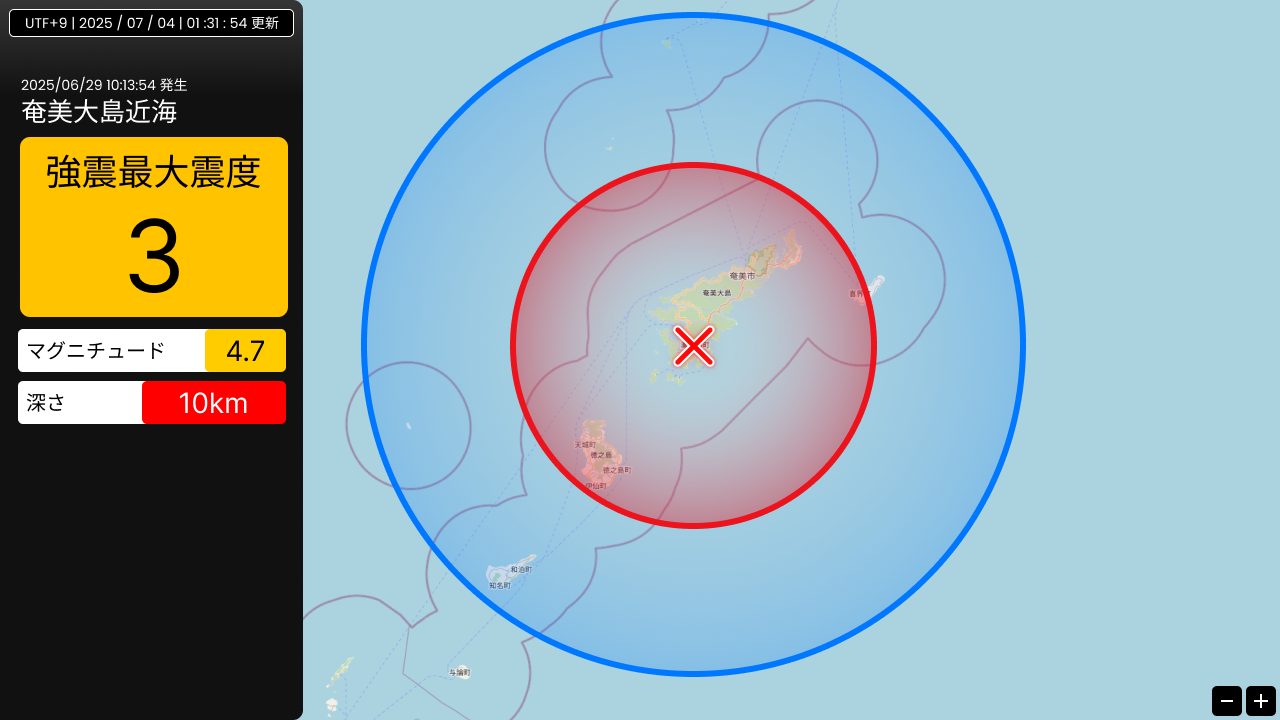 UTF+9 | 2025 / 07 / 04 | 01 :31 : 54 更新
2025/06/29 10:13:54 発生
奄美大島近海
強震最大震度
3
マグニチュード 4.7
深さ 10km
奄美市
奄美大島
天城町
徳之島
徳之島町
伊仙町
和泊町
知名町
与論町